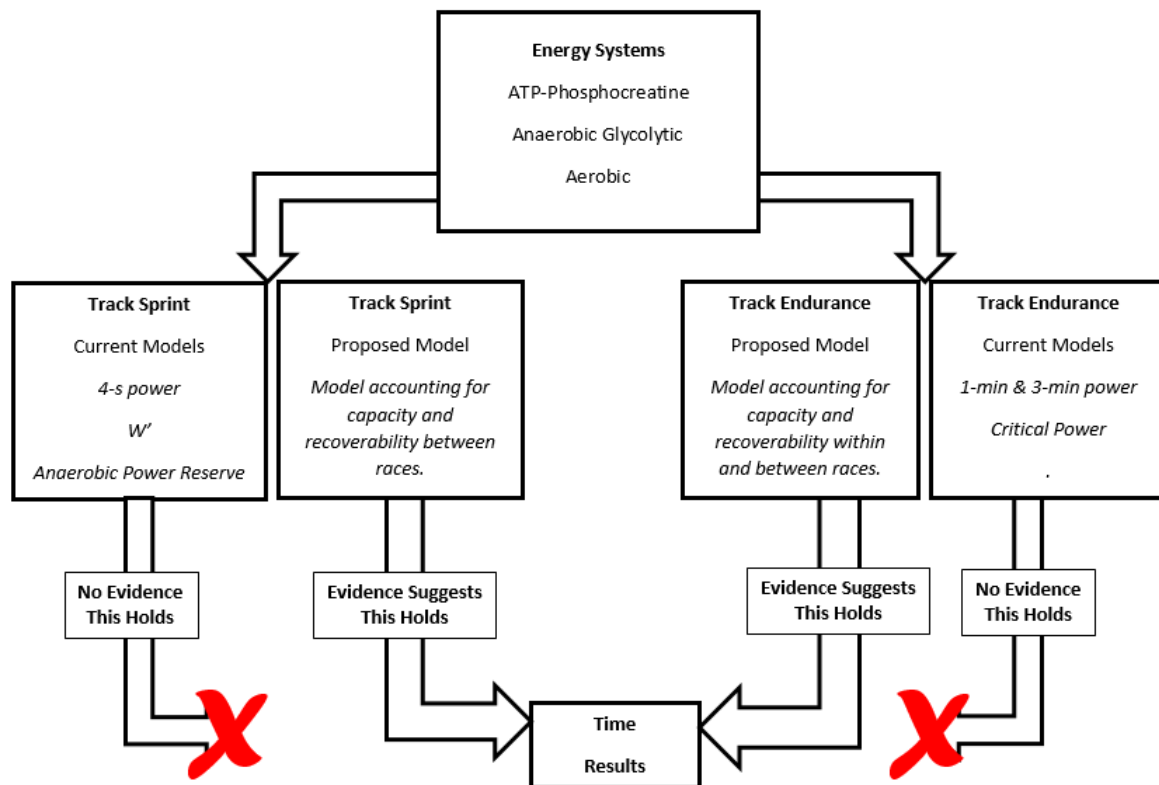 Energy Systems
ATP-Phosphocreatine
Anaerobic Glycolytic
Aerobic
Track Sprint
Current Models
4-s power
W’
Anaerobic Power Reserve
Track Sprint
Proposed Model
Model accounting for
capacity and
recoverability between
races.
Track Endurance
Proposed Model
Model accounting for
capacity and
recoverability within
and between races.
Track Endurance
Current Models
1-min & 3-min power
Critical Power
.
No Evidence
This Holds
Evidence Suggests
This Holds
Evidence Suggests
This Holds
No Evidence
This Holds
Time
Results